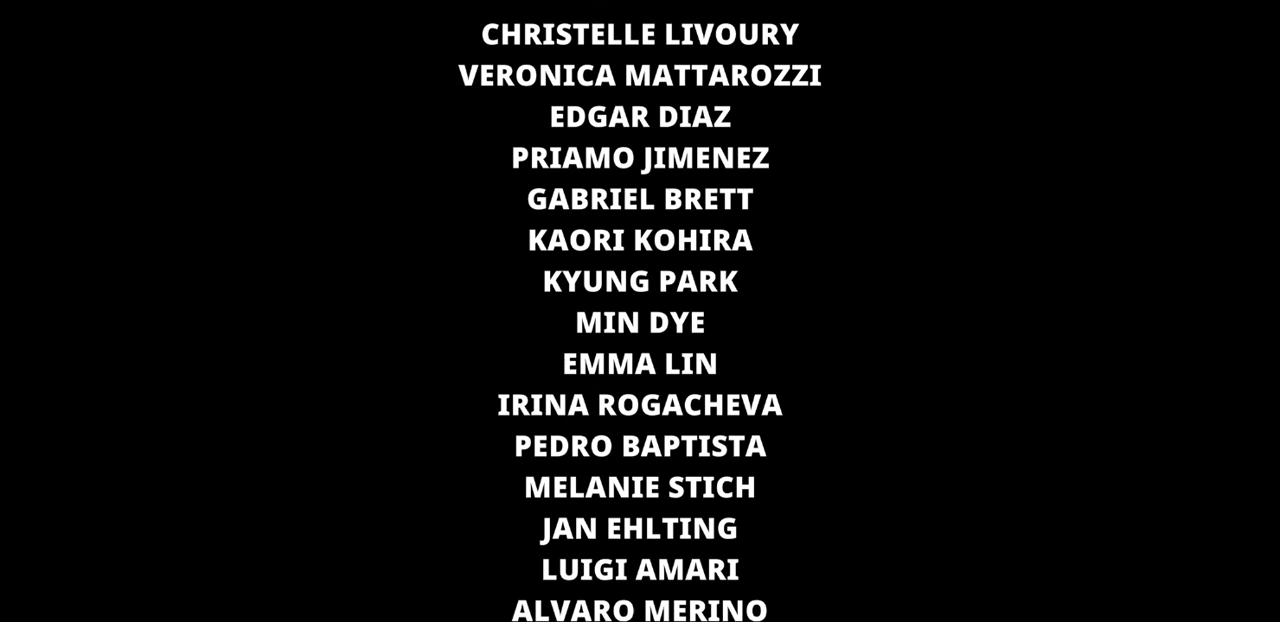 CHRISTELLE LIVOURY
VERONICA MATTAROZZI
EDGAR DIAZ
PRIAMO JIMENEZ
GABRIEL BRETT
KAORI KOHIRA
KYUNG PARK
MIN DYE
EMMA LIN
IRINA ROGACHEVA
PEDRO BAPTISTA
MELANIE STICH
JAN EHLTING
LUIGI AMARI
ALVARO MERINO